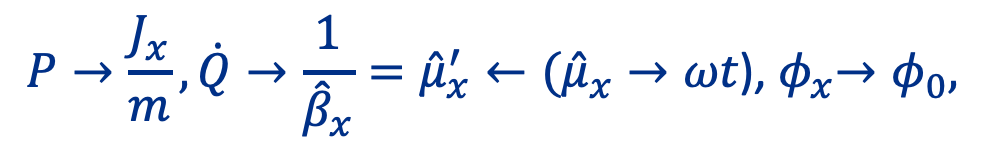 P → J_x/m, Q̇ → 1/β̂_x = μ̂′_x ← (μ̂_x → ωt), ϕ_x → ϕ_0,